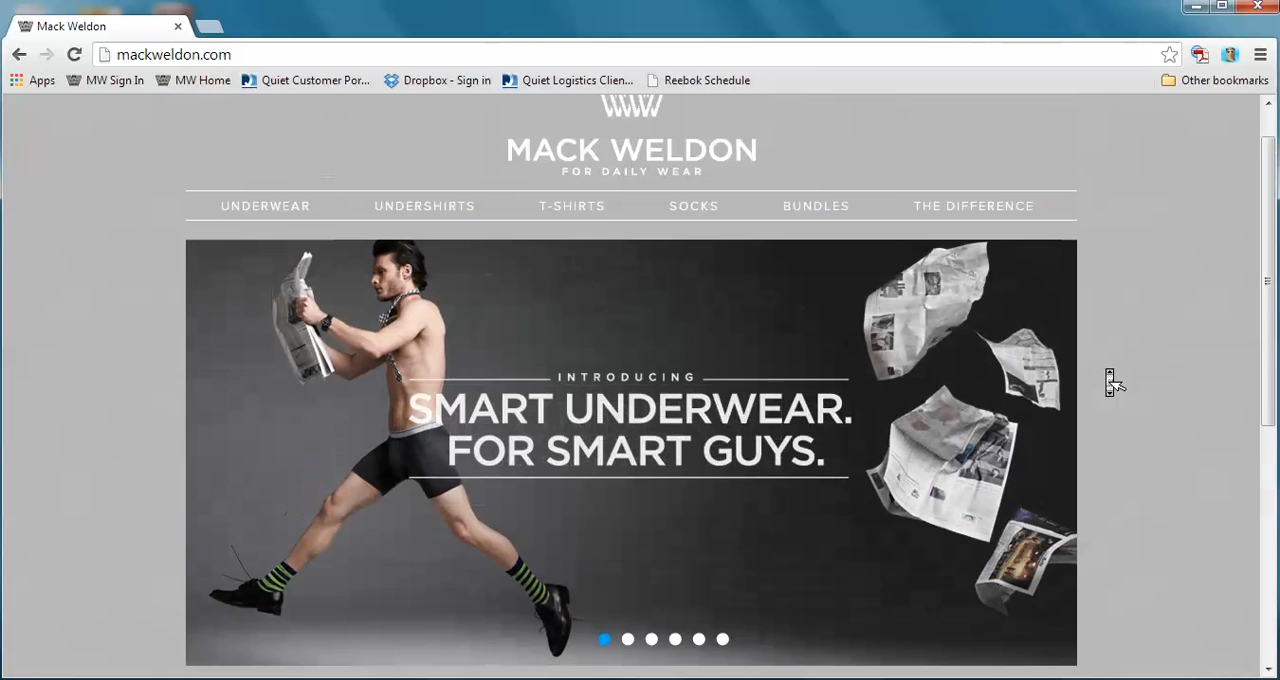 Mack Weldon
mackweldon.com
Apps MW Sign In MW Home Quiet Customer Por... Dropbox - Sign in Quiet Logistics Clien... Reebok Schedule Other bookmarks
MACK WELDON
FOR DAILY WEAR
UNDERWEAR UNDERSHIRTS T-SHIRTS SOCKS BUNDLES THE DIFFERENCE
INTRODUCING
SMART UNDERWEAR.
FOR SMART GUYS.